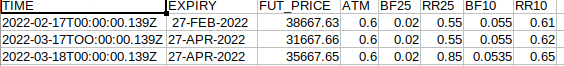 TIME EXPIRY FUT_PRICE ATM BF25 RR25 BF10 RR10
2022-02-17T00:00:00.139Z 27-FEB-2022 38667.63 0.6 0.02 0.55 0.055 0.61
2022-03-17TOO:00:00.139Z 27-APR-2022 31667.66 0.6 0.02 0.55 0.055 0.62
2022-03-18T00:00:00.139Z 27-APR-2022 35667.65 0.6 0.02 0.85 0.0535 0.65